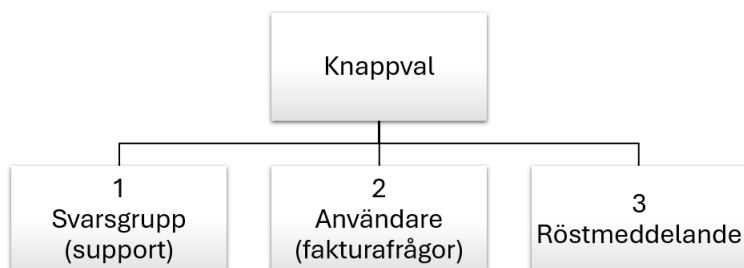 Knappval
1
Svarsgrupp
(support)
2
Användare
(fakturafrågor)
3
Röstmeddelande